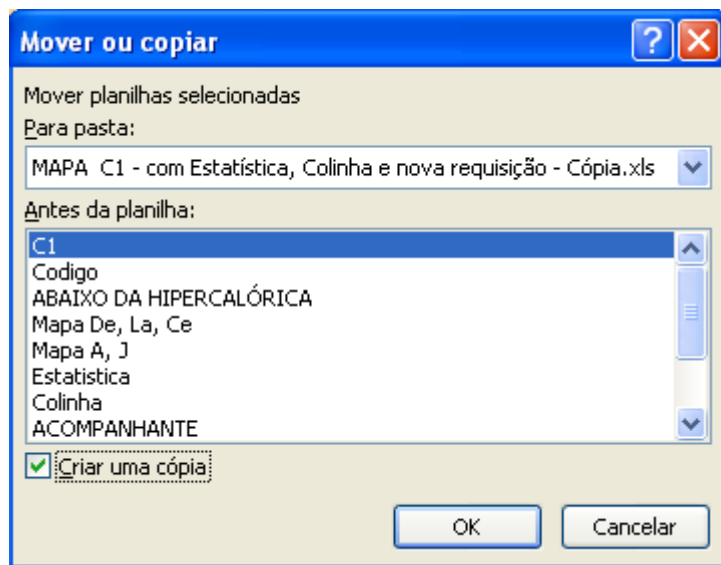 Mover ou copiar
Mover planilhas selecionadas
Para pasta:
MAPA C1 - com Estatística, Colinha e nova requisição - Cópia.xls
Antes da planilha:
C1
Codigo
ABAIXO DA HIPERCALÓRICA
Mapa De, La, Ce
Mapa A, J
Estatistica
Colinha
ACOMPANHANTE
Criar uma cópia
OK Cancelar